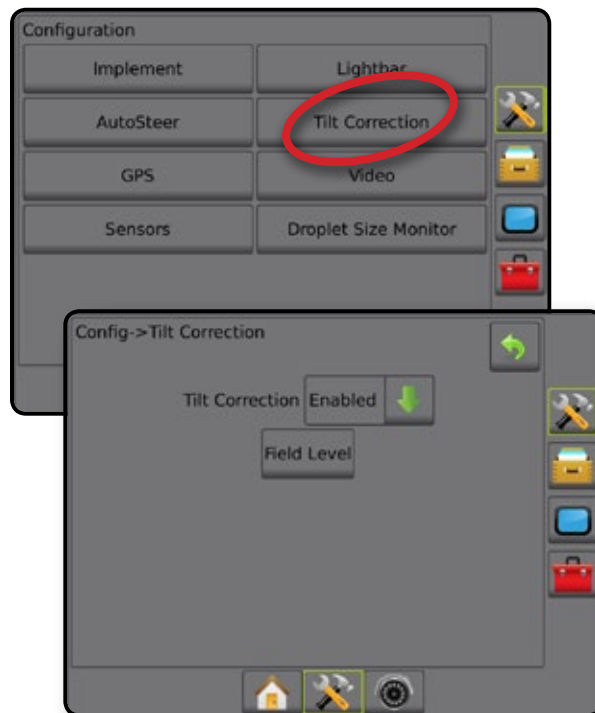 Configuration
Implement Lightbar
AutoSteer Tilt Correction
GPS Video
Sensors Droplet Size Monitor
Config->Tilt Correction
Tilt Correction Enabled
Field Level